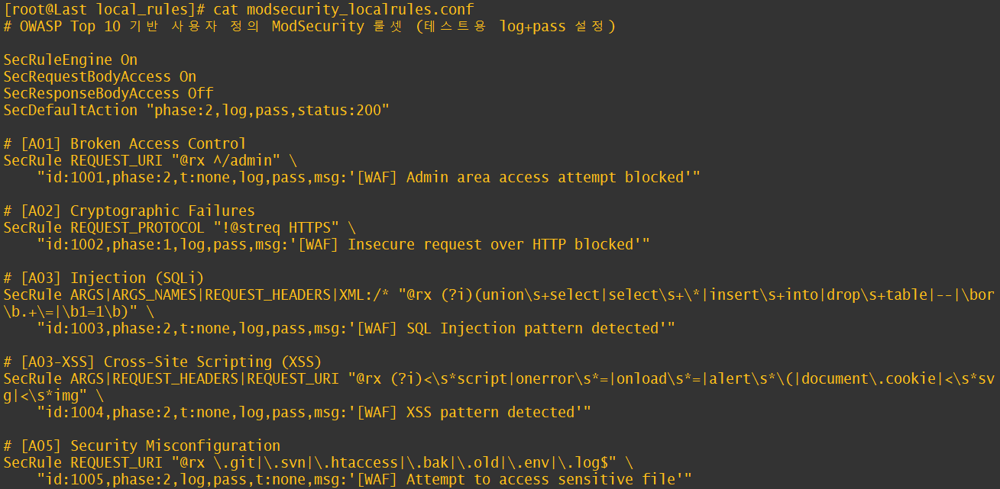 [root@Last local_rules]# cat modsecurity_localrules.conf
# OWASP Top 10 기반 사용자 정의 ModSecurity 룰셋 (테스트용 log+pass 설정)
SecRuleEngine On
SecRequestBodyAccess On
SecResponseBodyAccess Off
SecDefaultAction "phase:2,log,pass,status:200"
# [A01] Broken Access Control
SecRule REQUEST_URI "@rx ^/admin" \
    "id:1001,phase:2,t:none,log,pass,msg:'[WAF] Admin area access attempt blocked'"
# [A02] Cryptographic Failures
SecRule REQUEST_PROTOCOL "!@streq HTTPS" \
    "id:1002,phase:1,log,pass,msg:'[WAF] Insecure request over HTTP blocked'"
# [A03] Injection (SQLi)
SecRule ARGS|ARGS_NAMES|REQUEST_HEADERS|XML:/* "@rx (?i)(union\s+select|select\s+\*|insert\s+into|drop\s+table|--|\bor
\b.+\=|\b1=1\b)" \
    "id:1003,phase:2,t:none,log,pass,msg:'[WAF] SQL Injection pattern detected'"
# [A03-XSS] Cross-Site Scripting (XSS)
SecRule ARGS|REQUEST_HEADERS|REQUEST_URI "@rx (?i)<\s*script|onerror\s*=|onload\s*=|alert\s*\(|document\.cookie|<\s*sv
g|<\s*img" \
    "id:1004,phase:2,t:none,log,pass,msg:'[WAF] XSS pattern detected'"
# [A05] Security Misconfiguration
SecRule REQUEST_URI "@rx \.git|\.svn|\.htaccess|\.bak|\.old|\.env|\.log$" \
    "id:1005,phase:2,log,pass,t:none,msg:'[WAF] Attempt to access sensitive file'"